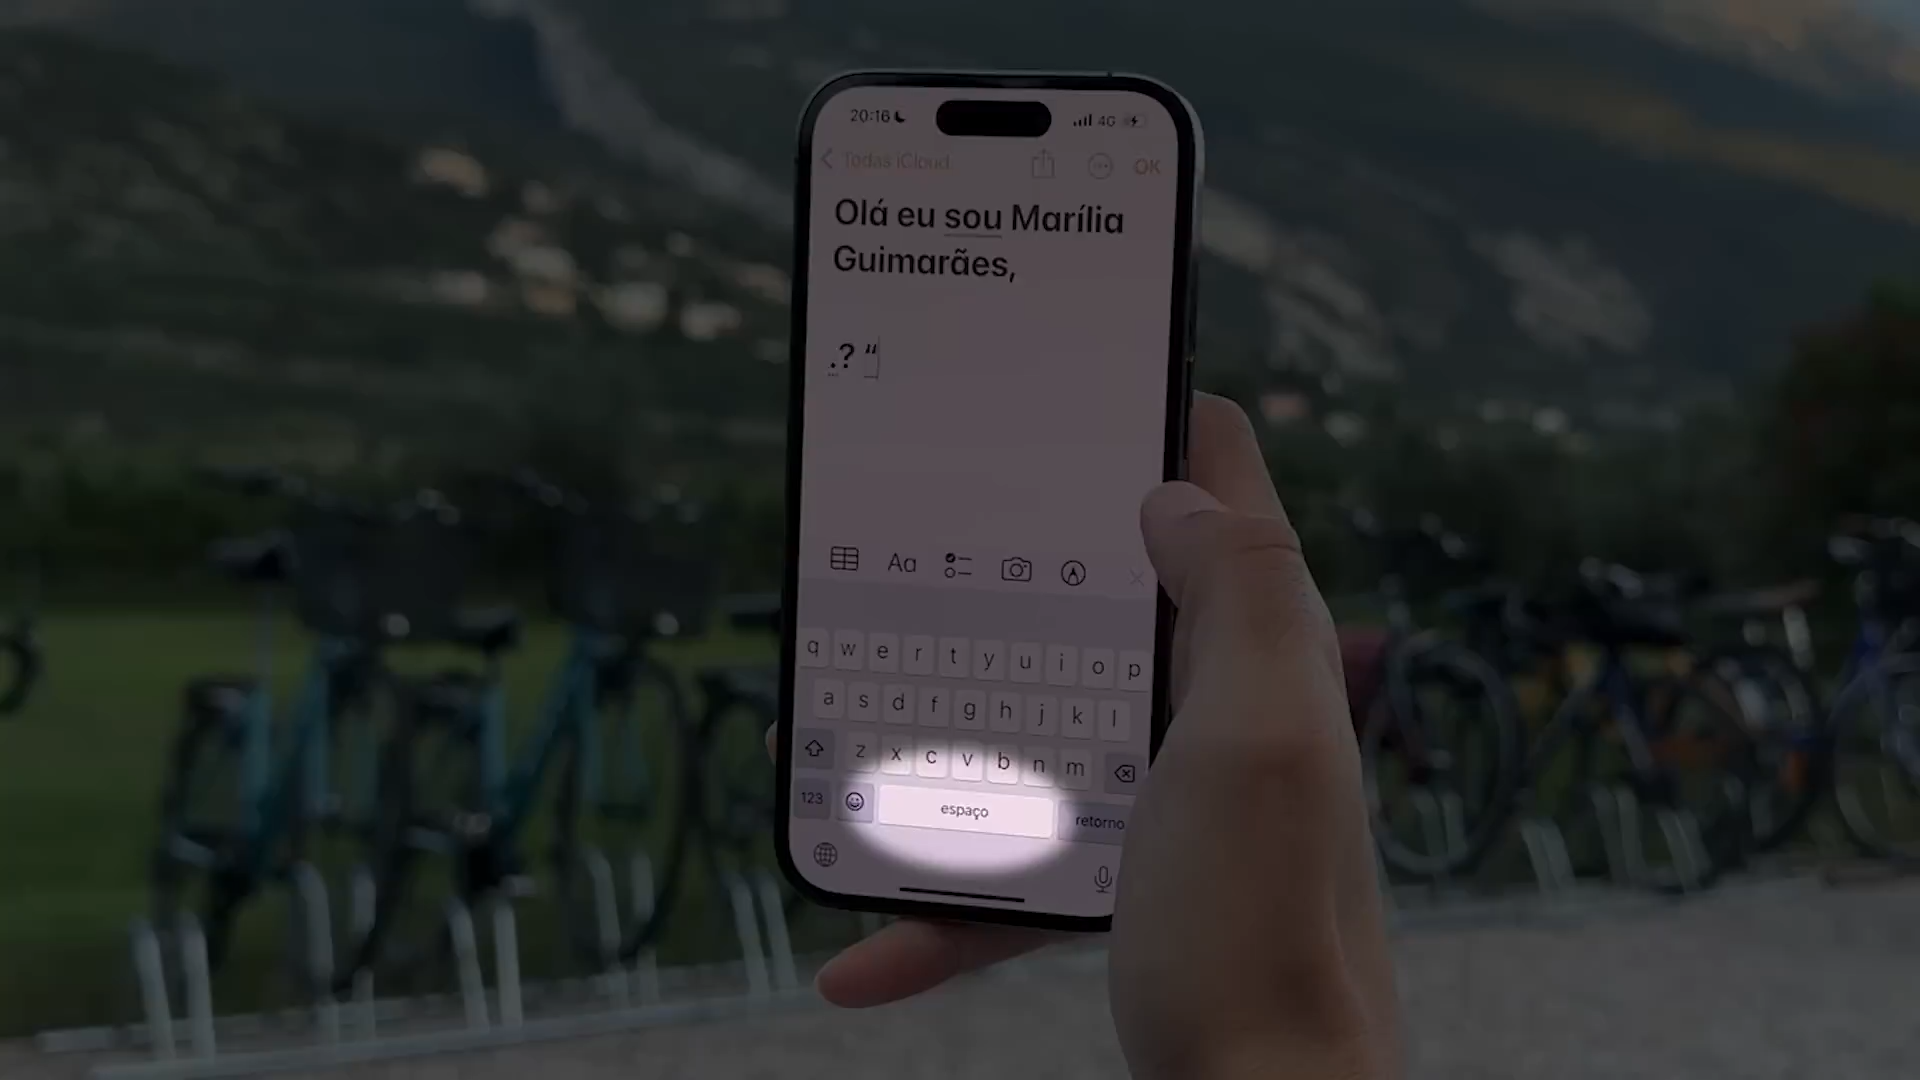 20:16
4G
Todas iCloud
OK
Olá eu sou Marília
Guimarães,
.? “
Aa
q w e r t y u i o p
a s d f g h j k l
z x c v b n m
123
espaço
retorno